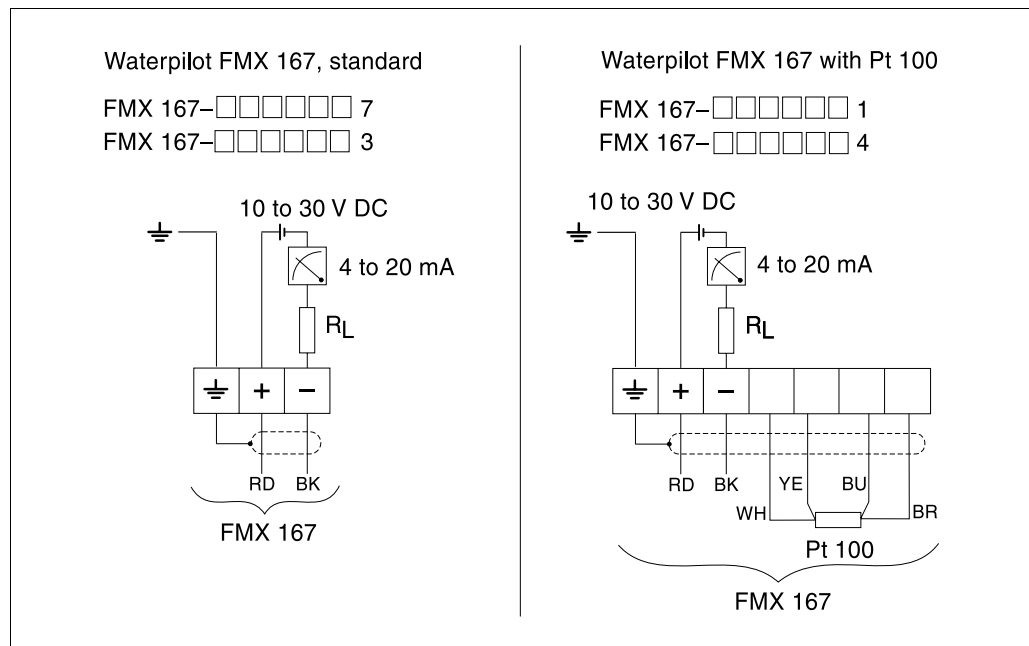 Waterpilot FMX 167, standard
FMX 167–□□□□□□ 7
FMX 167–□□□□□□ 3
10 to 30 V DC
4 to 20 mA
RL
+ –
RD BK
FMX 167
Waterpilot FMX 167 with Pt 100
FMX 167–□□□□□□ 1
FMX 167–□□□□□□ 4
10 to 30 V DC
4 to 20 mA
RL
+ –
RD BK YE BU
WH BR
Pt 100
FMX 167